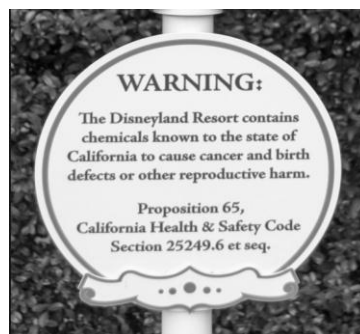 WARNING:
The Disneyland Resort contains
chemicals known to the state of
California to cause cancer and birth
defects or other reproductive harm.
Proposition 65,
California Health & Safety Code
Section 25249.6 et seq.